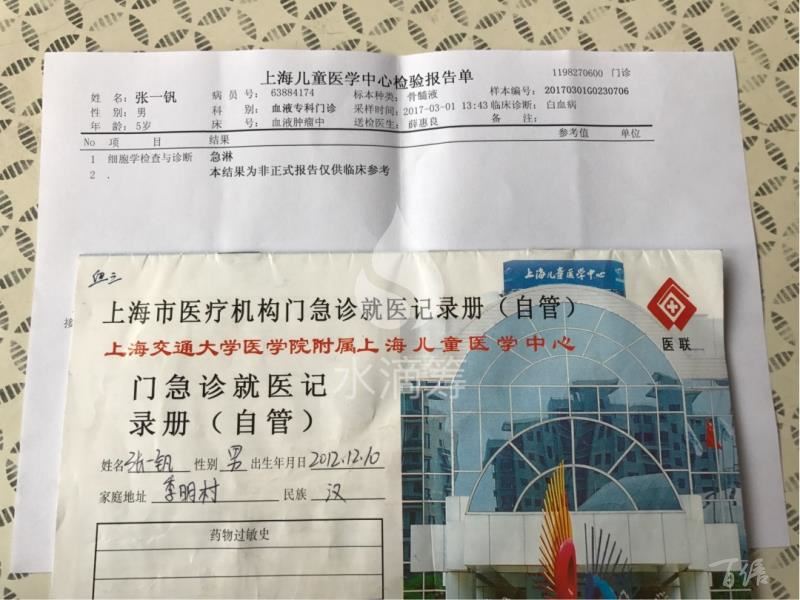 上海儿童医学中心检验报告单
1198270600 门诊
姓 名: 张一钒 病 员 号: 63884174 标本种类: 骨髓液 样本编号: 20170301G0230706
性 别: 男 科 别: 血液专科门诊 采样时间: 2017-03-01 13:43 临床诊断: 白血病
年 龄: 5岁 床 号: 血液肿瘤中 送检医生: 薛惠良 备 注:
No 项 目 结果 参考值 单位
1 细胞学检查与诊断 急淋
2 . 本结果为非正式报告仅供临床参考
接
上海儿童医学中心
上海市医疗机构门急诊就医记录册（自管）
上海交通大学医学院附属上海儿童医学中心
医联
水滴筹
门急诊就医记
录册（自管）
姓名 张一钒 性别 男 出生年月日 2012.12.10
家庭地址 季明村 民族 汉
药物过敏史